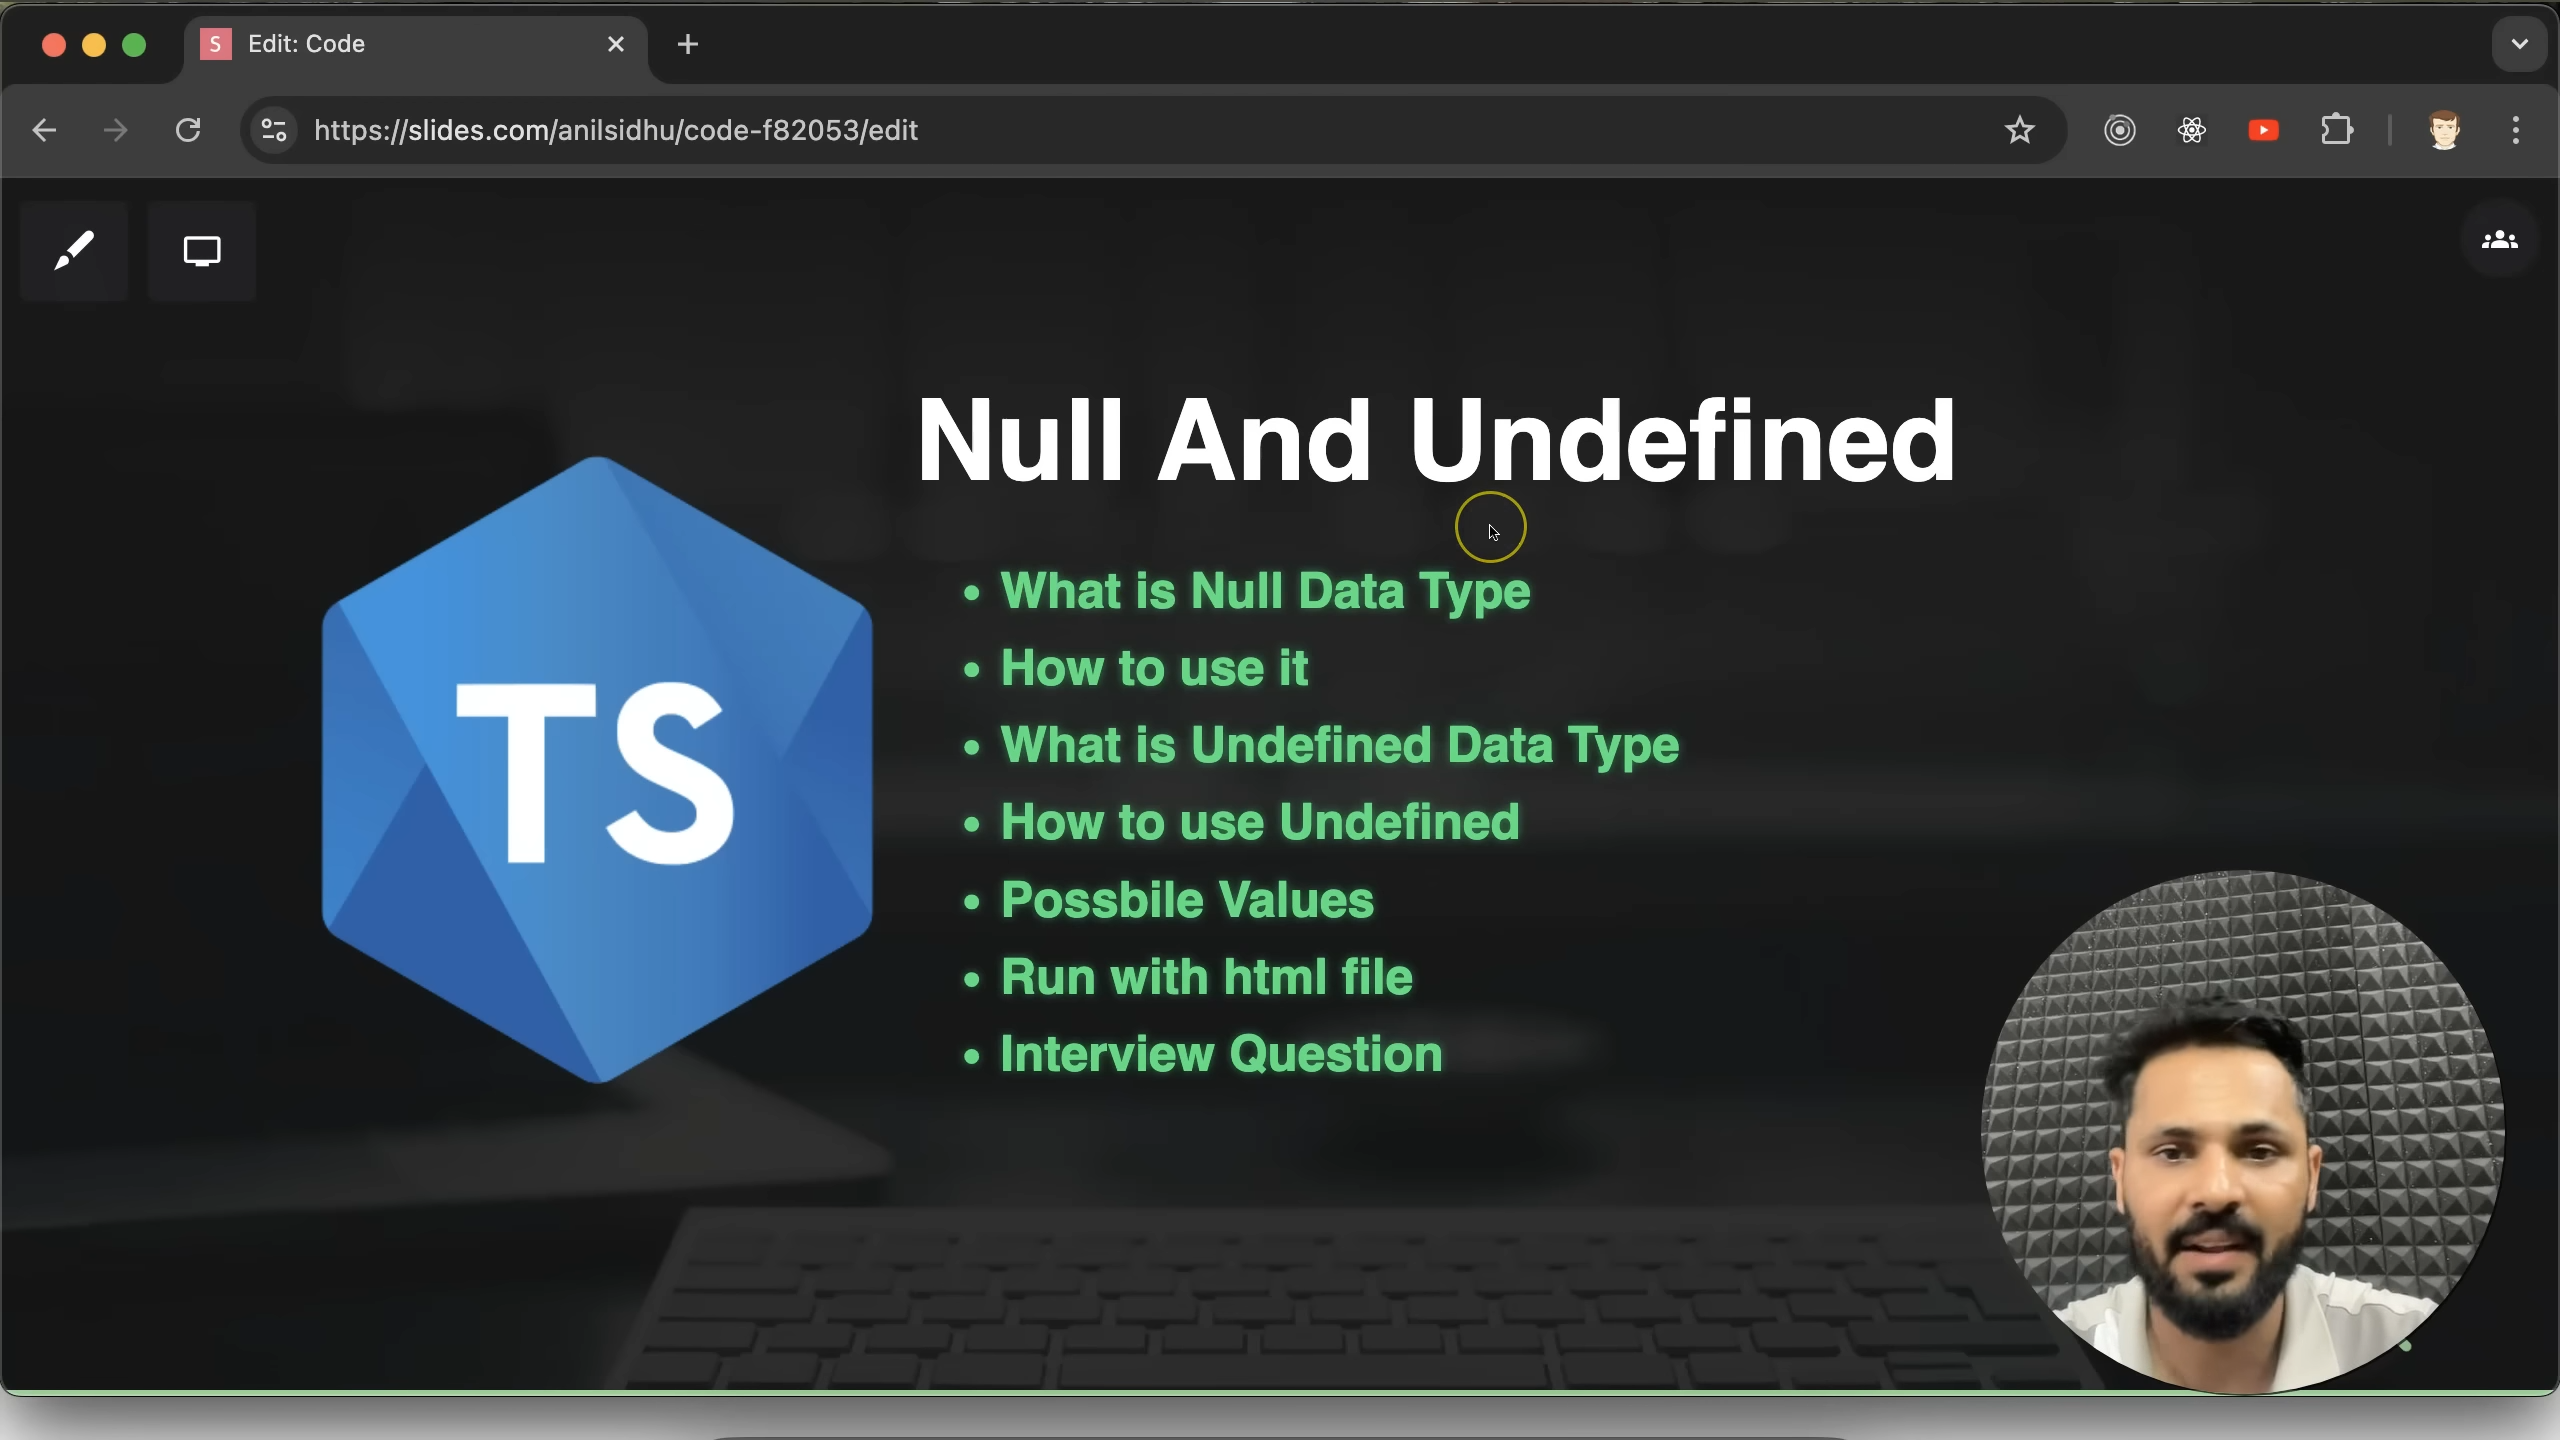 S Edit: Code
https://slides.com/anilsidhu/code-f82053/edit
Null And Undefined
TS
• What is Null Data Type
• How to use it
• What is Undefined Data Type
• How to use Undefined
• Possbile Values
• Run with html file
• Interview Question